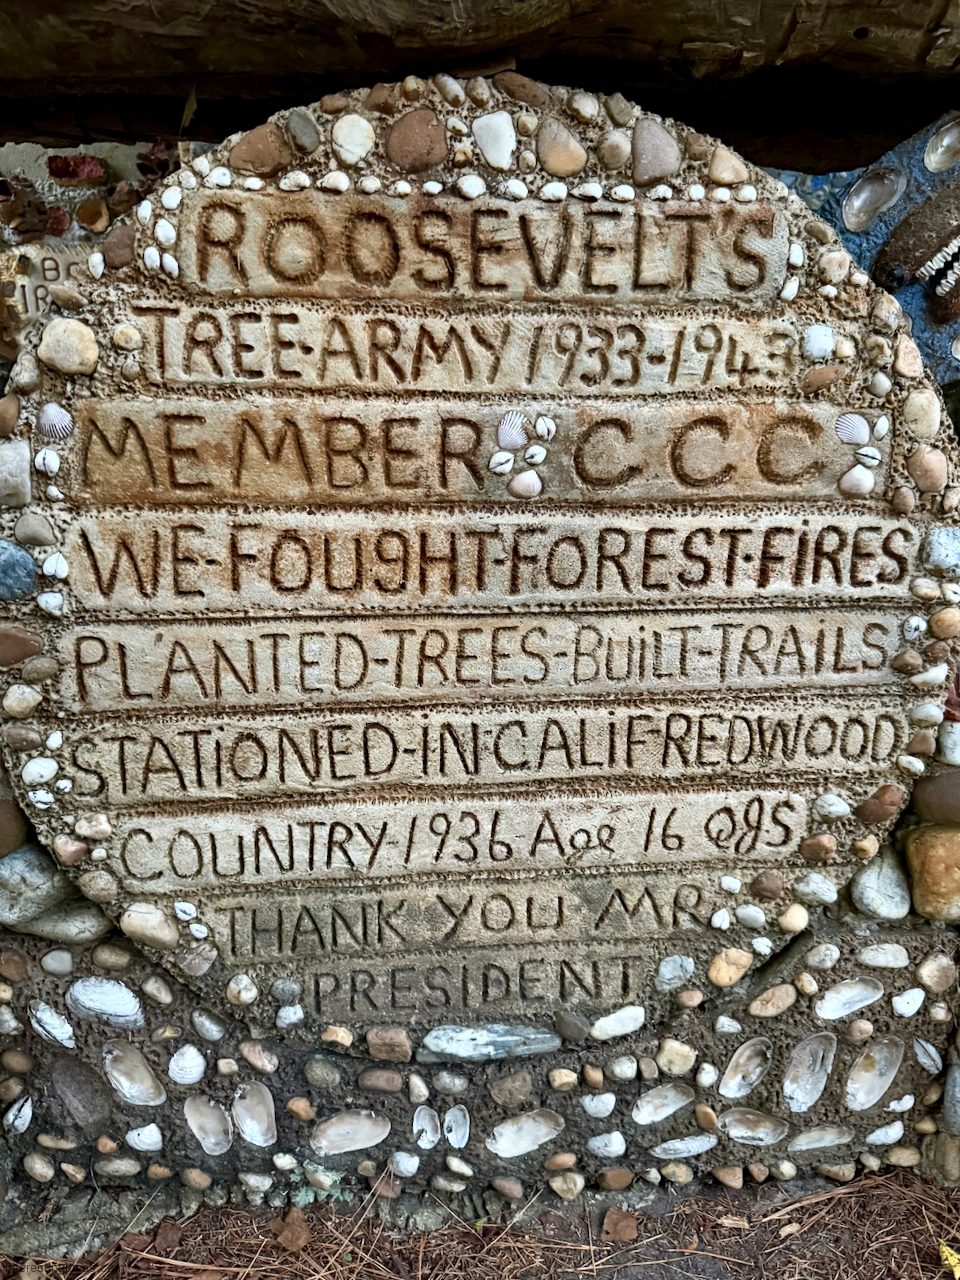 ROOSEVELT'S
TREE·ARMY 1933-1943
MEMBER CCC
WE-FOUGHT-FOREST-FiRES
PLANTED-TREES-BUiLT-TRAiLS
STATiONED-iN-CALiF-REDWOOD
COUNTRY-1936-Age 16 QJS
THANK YOU MR
PRESIDENT